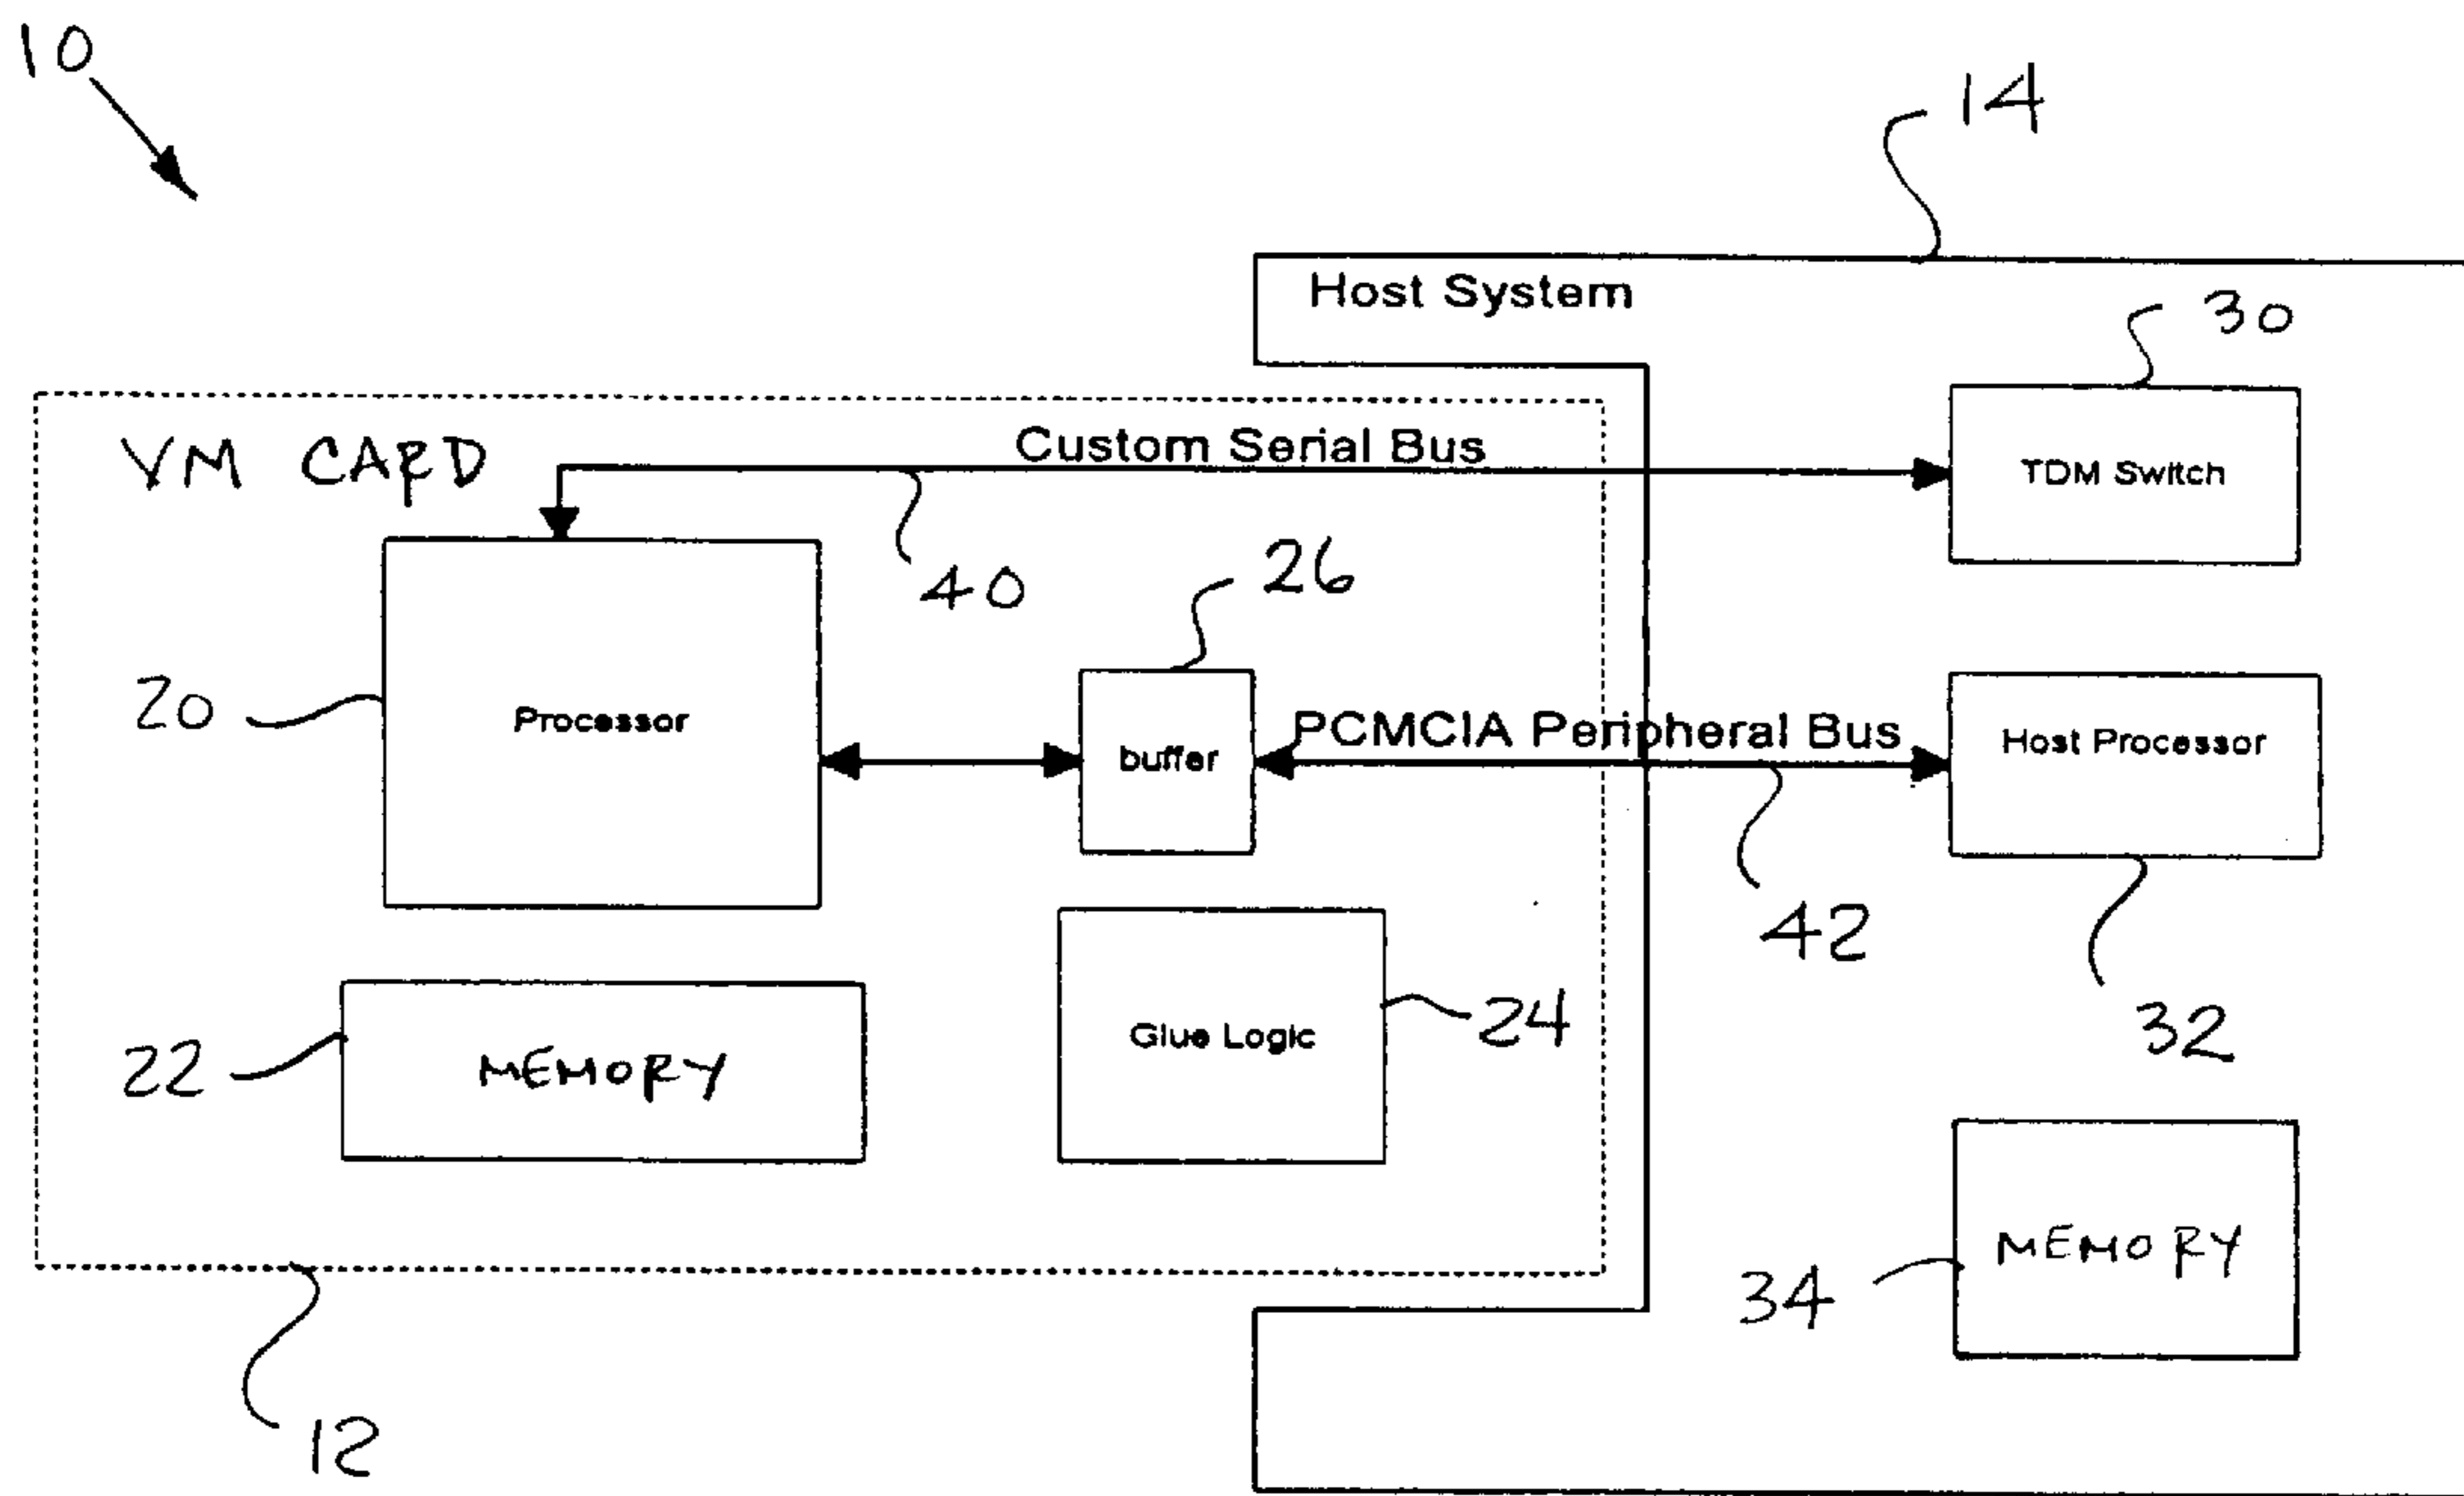 10
14
Host System
30
VM CARD
Custom Serial Bus
TDM Switch
40
26
20
Processor
buffer
PCMCIA Peripheral Bus
Host Processor
42
24
Glue Logic
32
22
MEMORY
MEMORY
34
12